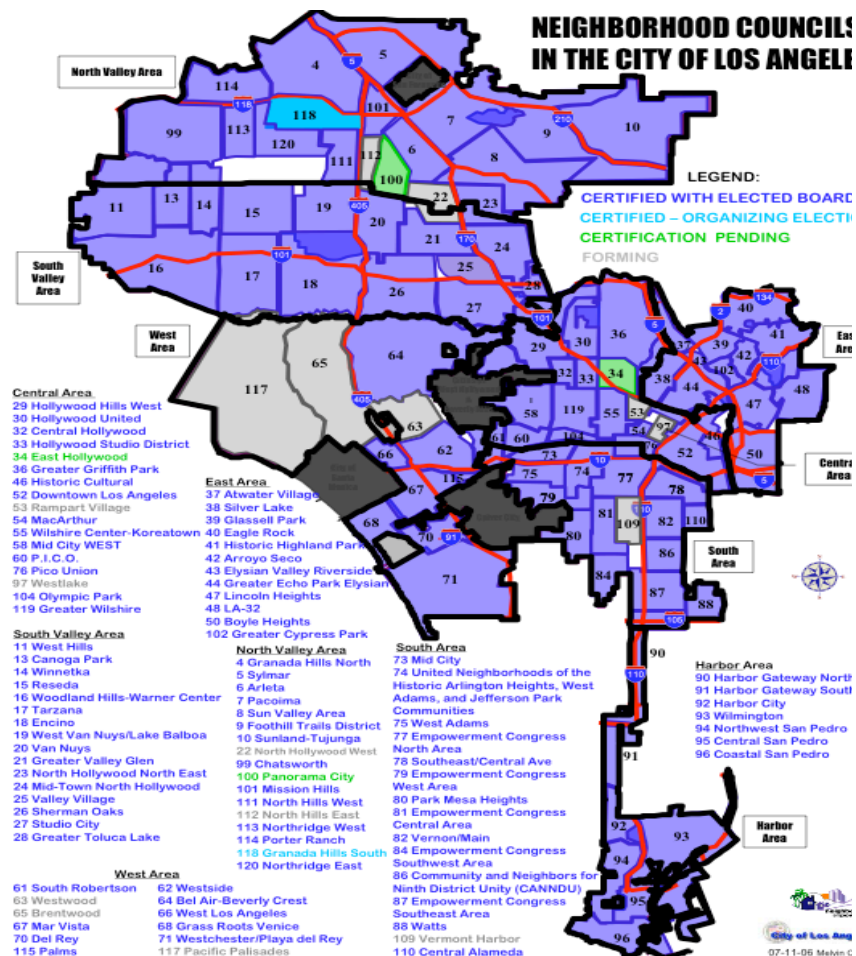 NEIGHBORHOOD COUNCILS
IN THE CITY OF LOS ANGELE
North Valley Area
South Valley Area
West Area
LEGEND:
CERTIFIED WITH ELECTED BOARD
CERTIFIED – ORGANIZING ELECTIO
CERTIFICATION PENDING
FORMING
Central Area
29 Hollywood Hills West
30 Hollywood United
32 Central Hollywood
33 Hollywood Studio District
34 East Hollywood
36 Greater Griffith Park
46 Historic Cultural
52 Downtown Los Angeles
53 Rampart Village
54 MacArthur
55 Wilshire Center-Koreatown
58 Mid City WEST
60 P.I.C.O.
76 Pico Union
97 Westlake
104 Olympic Park
119 Greater Wilshire
East Area
37 Atwater Village
38 Silver Lake
39 Glassell Park
40 Eagle Rock
41 Historic Highland Park
42 Arroyo Seco
43 Elysian Valley Riverside
44 Greater Echo Park Elysian
47 Lincoln Heights
48 LA-32
50 Boyle Heights
102 Greater Cypress Park
South Valley Area
11 West Hills
13 Canoga Park
14 Winnetka
15 Reseda
16 Woodland Hills-Warner Center
17 Tarzana
18 Encino
19 West Van Nuys/Lake Balboa
20 Van Nuys
21 Greater Valley Glen
23 North Hollywood North East
24 Mid-Town North Hollywood
25 Valley Village
26 Sherman Oaks
27 Studio City
28 Greater Toluca Lake
North Valley Area
4 Granada Hills North
5 Sylmar
6 Arleta
7 Pacoima
8 Sun Valley Area
9 Foothill Trails District
10 Sunland-Tujunga
22 North Hollywood West
99 Chatsworth
100 Panorama City
101 Mission Hills
111 North Hills West
112 North Hills East
113 Northridge West
114 Porter Ranch
118 Granada Hills South
120 Northridge East
South Area
73 Mid City
74 United Neighborhoods of the
Historic Arlington Heights, West
Adams, and Jefferson Park
Communities
75 West Adams
77 Empowerment Congress
North Area
78 Southeast/Central Ave
79 Empowerment Congress
West Area
80 Park Mesa Heights
81 Empowerment Congress
Central Area
82 Vernon/Main
84 Empowerment Congress
Southwest Area
86 Community and Neighbors for
Ninth District Unity (CANNDU)
87 Empowerment Congress
Southeast Area
88 Watts
109 Vermont Harbor
110 Central Alameda
Harbor Area
90 Harbor Gateway North
91 Harbor Gateway South
92 Harbor City
93 Wilmington
94 Northwest San Pedro
95 Central San Pedro
96 Coastal San Pedro
West Area
61 South Robertson
62 Westside
63 Westwood
64 Bel Air-Beverly Crest
65 Brentwood
66 West Los Angeles
67 Mar Vista
68 Grass Roots Venice
70 Del Rey
71 Westchester/Playa del Rey
115 Palms
117 Pacific Palisades
South Area
Harbor Area
City of Los Ang
07-11-06 Melvin C